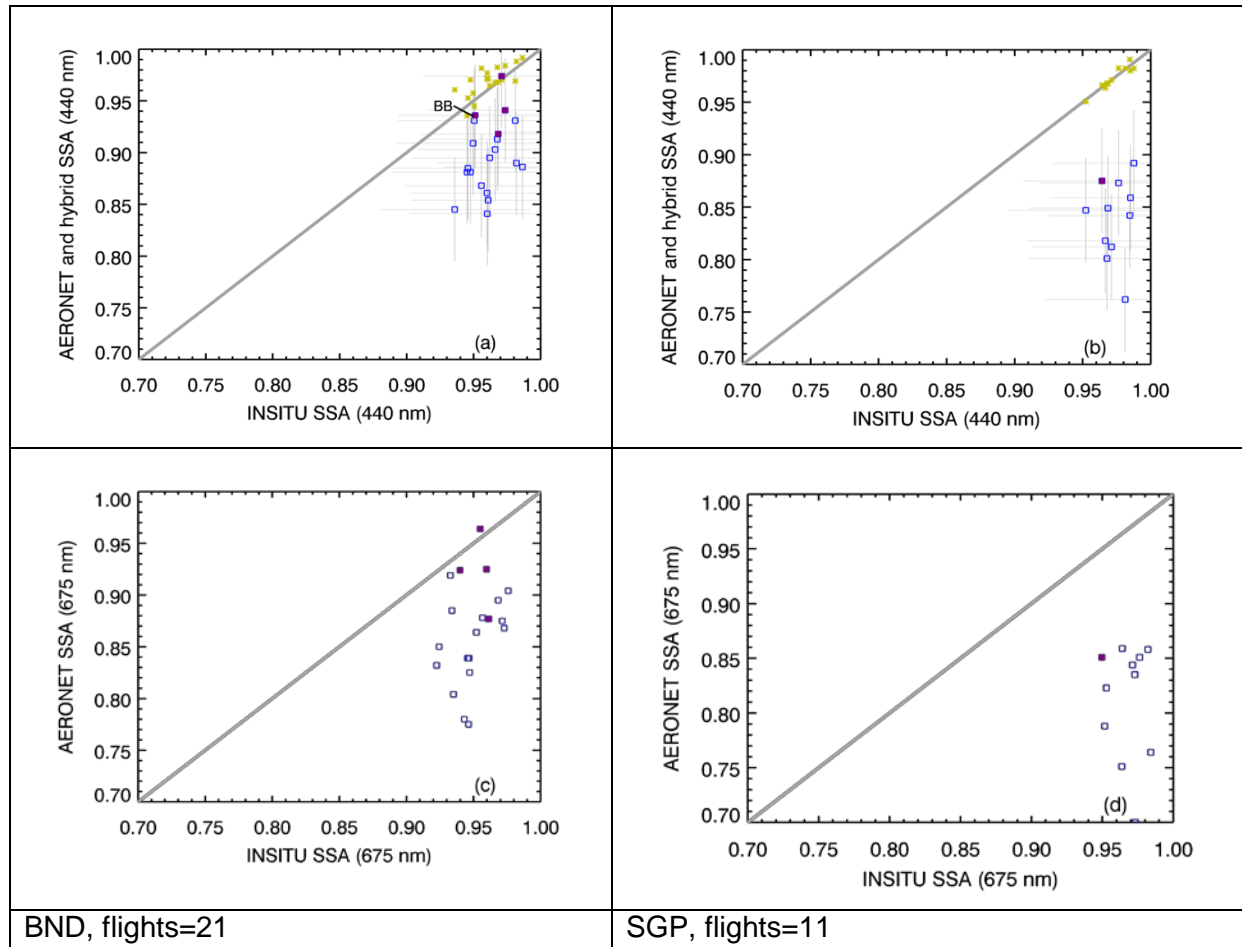 AERONET and hybrid SSA (440 nm)
1.00
0.95
0.90
0.85
0.80
0.75
0.70
BB
(a)
0.70 0.75 0.80 0.85 0.90 0.95 1.00
INSITU SSA (440 nm)
AERONET and hybrid SSA (440 nm)
1.00
0.95
0.90
0.85
0.80
0.75
0.70
(b)
0.70 0.75 0.80 0.85 0.90 0.95 1.00
INSITU SSA (440 nm)
AERONET SSA (675 nm)
1.00
0.95
0.90
0.85
0.80
0.75
0.70
(c)
0.70 0.75 0.80 0.85 0.90 0.95 1.00
INSITU SSA (675 nm)
AERONET SSA (675 nm)
1.00
0.95
0.90
0.85
0.80
0.75
0.70
(d)
0.70 0.75 0.80 0.85 0.90 0.95 1.00
INSITU SSA (675 nm)
BND, flights=21
SGP, flights=11